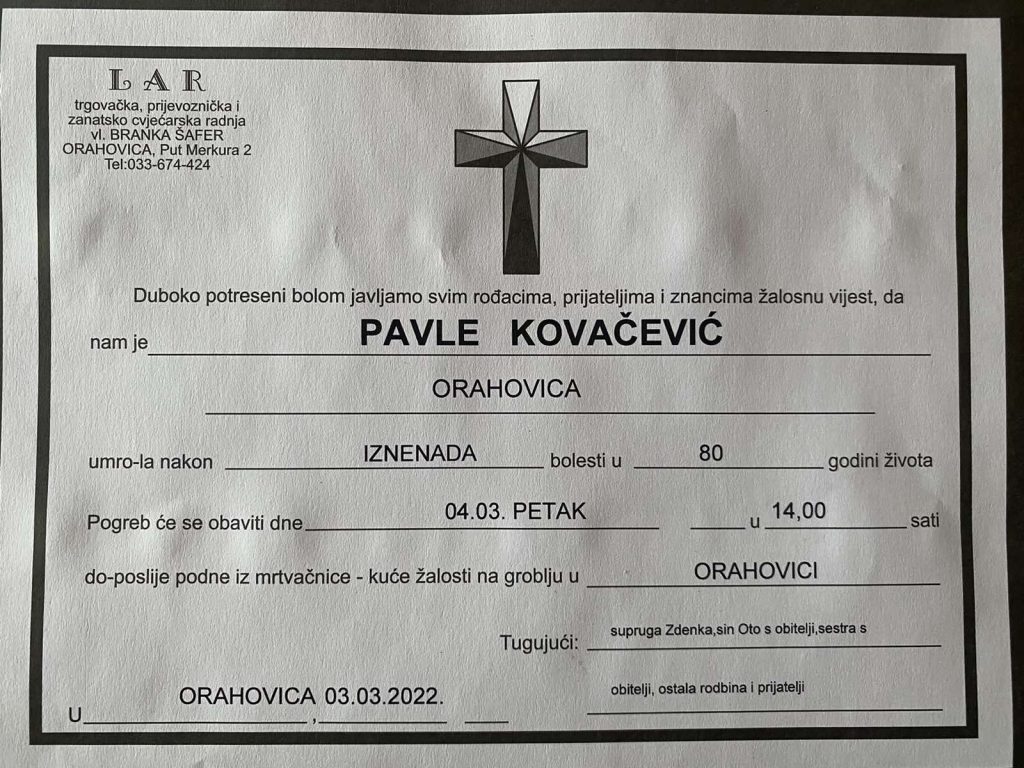 LAR
trgovačka, prijevoznička i
zanatsko cvjećarska radnja
vl. BRANKA ŠAFER
ORAHOVICA, Put Merkura 2
Tel:033-674-424
Duboko potreseni bolom javljamo svim rođacima, prijateljima i znancima žalosnu vijest, da
nam je PAVLE KOVAČEVIĆ
ORAHOVICA
umro-la nakon IZNENADA bolesti u 80 godini života
Pogreb će se obaviti dne 04.03. PETAK u 14,00 sati
do-poslije podne iz mrtvačnice - kuće žalosti na groblju u ORAHOVICI
Tugujući: supruga Zdenka,sin Oto s obitelji,sestra s
obitelji, ostala rodbina i prijatelji
U ORAHOVICA 03.03.2022. ,